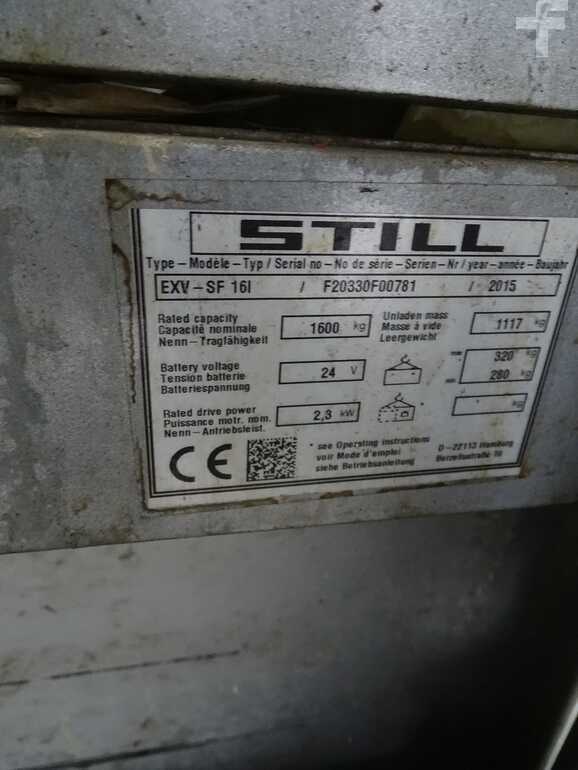 STILL
Type – Modèle – Typ / Serial no – No de série – Serien – Nr / year – année – Baujahr
EXV – SF 16I / F20330F00781 / 2015
Rated capacity
Capacité nominale
Nenn – Tragfähigkeit
1600 kg
Unladen mass
Masse à vide
Leergewicht
1117 kg
Battery voltage
Tension batterie
Batteriespannung
24 V
max 320 kg
min 280 kg
Rated drive power
Puissance motr. nom.
Nenn – Antriebsleist.
2,3 kW
kg
CE
* see Operating instructions
voir Mode d'emploi
siehe Betriebsanleitung
D – 22113 Hamburg
Berzeliusstraße 10